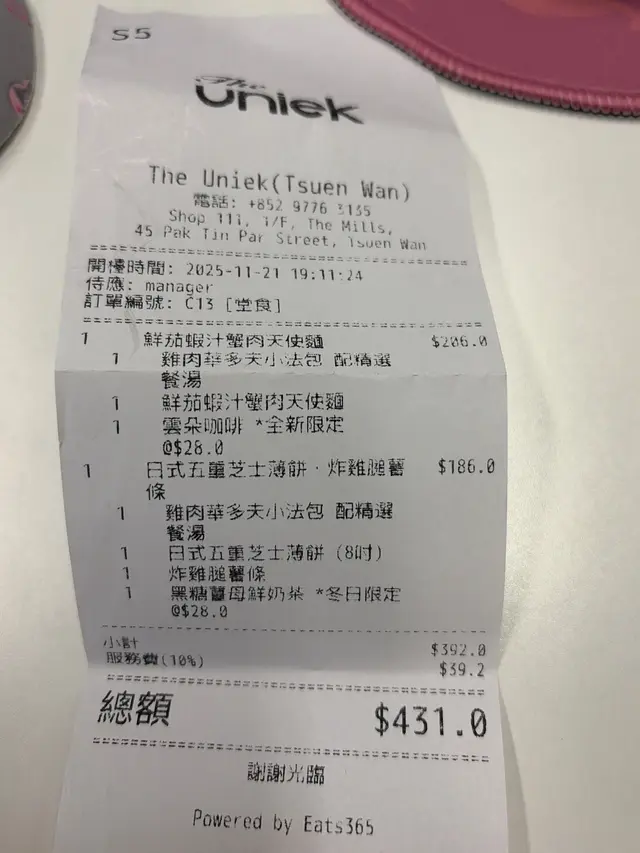 S5
The
Uniek
The Uniek(Tsuen Wan)
電話: +852 9776 3135
Shop 111, 1/F, The Mills,
45 Pak Tin Par Street, Tsuen Wan
開檯時間: 2025-11-21 19:11:24
侍應: manager
訂單編號: C13 [堂食]
1 鮮茄蝦汁蟹肉天使麵 $206.0
1 雞肉華多夫小法包 配精選
餐湯
1 鮮茄蝦汁蟹肉天使麵
1 雲朵咖啡 *全新限定
@$28.0
1 日式五重芝士薄餅．炸雞腿薯 $186.0
條
1 雞肉華多夫小法包 配精選
餐湯
1 日式五重芝士薄餅 (8吋)
1 炸雞腿薯條
1 黑糖薑母鮮奶茶 *冬日限定
@$28.0
小計 $392.0
服務費(10%) $39.2
總額 $431.0
謝謝光臨
Powered by Eats365